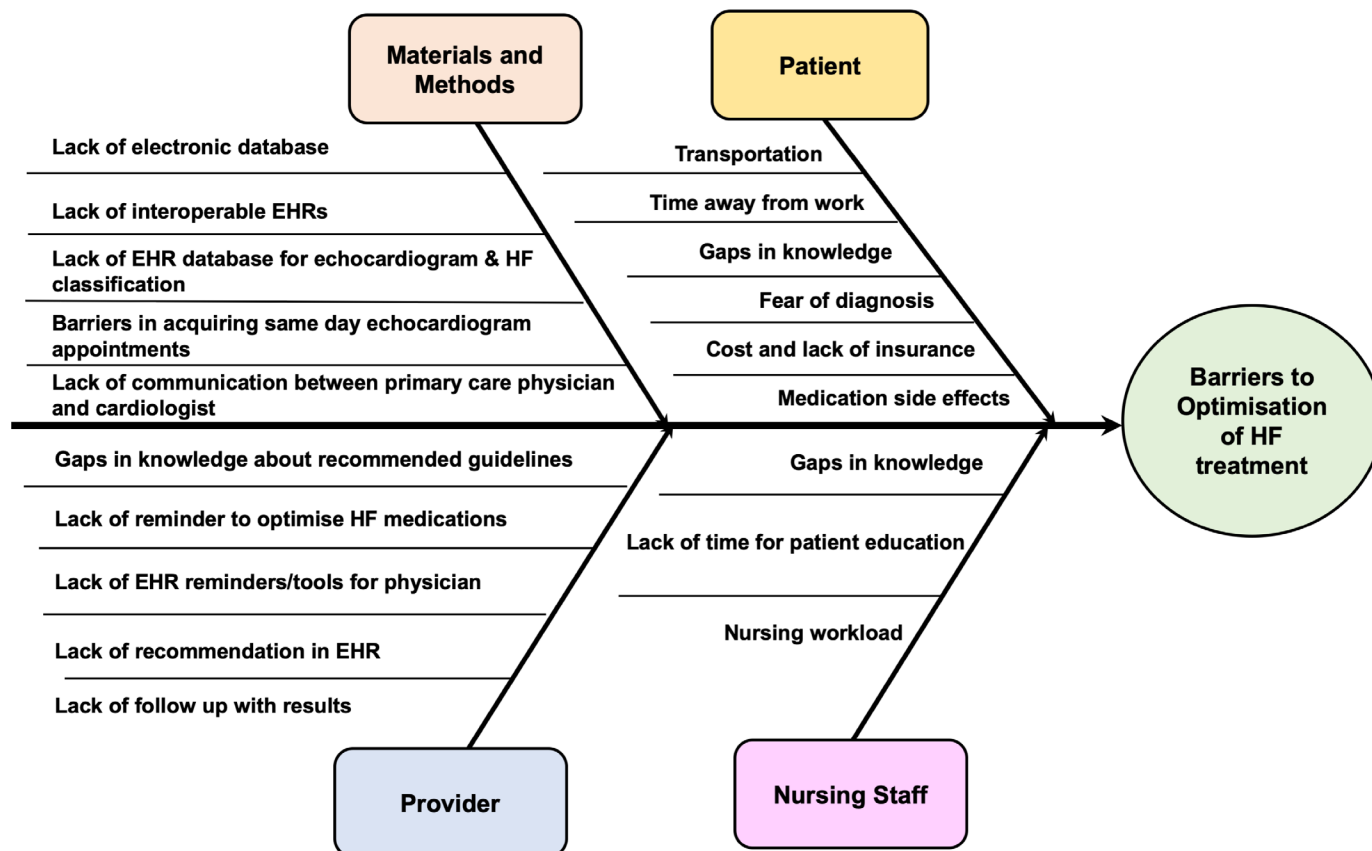 Materials and
Methods
Lack of electronic database
Lack of interoperable EHRs
Lack of EHR database for echocardiogram & HF
classification
Barriers in acquiring same day echocardiogram
appointments
Lack of communication between primary care physician
and cardiologist
Patient
Transportation
Time away from work
Gaps in knowledge
Fear of diagnosis
Cost and lack of insurance
Medication side effects
Barriers to
Optimisation
of HF
treatment
Gaps in knowledge about recommended guidelines
Lack of reminder to optimise HF medications
Lack of EHR reminders/tools for physician
Lack of recommendation in EHR
Lack of follow up with results
Provider
Gaps in knowledge
Lack of time for patient education
Nursing workload
Nursing Staff